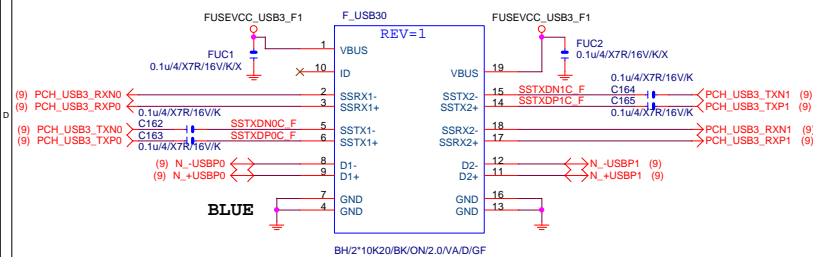 FUSEVCC_USB3_F1 F_USB30 FUSEVCC_USB3_F1
REV=1
FUC1
0.1u/4/X7R/16V/K/X
1 VBUS
10 ID
FUC2
0.1u/4/X7R/16V/K/X
VBUS 19
0.1u/4/X7R/16V/K
(9) PCH_USB3_RXN0 2 SSRX1-
(9) PCH_USB3_RXP0 3 SSRX1+
SSTX2- 15 SSTXDN1C_F C164 PCH_USB3_TXN1 (9)
SSTX2+ 14 SSTXDP1C_F C165 PCH_USB3_TXP1 (9)
0.1u/4/X7R/16V/K
0.1u/4/X7R/16V/K
D
(9) PCH_USB3_TXN0 C162 SSTXDN0C_F 5 SSTX1-
(9) PCH_USB3_TXP0 C163 SSTXDP0C_F 6 SSTX1+
0.1u/4/X7R/16V/K
SSRX2- 18 PCH_USB3_RXN1 (9)
SSRX2+ 17 PCH_USB3_RXP1 (9)
(9) N_-USBP0 8 D1-
(9) N_+USBP0 9 D1+
D2- 12 N_-USBP1 (9)
D2+ 11 N_+USBP1 (9)
7 GND
4 GND
GND 16
GND 13
BLUE
BH/2*10K20/BK/ON/2.0/VA/D/GF